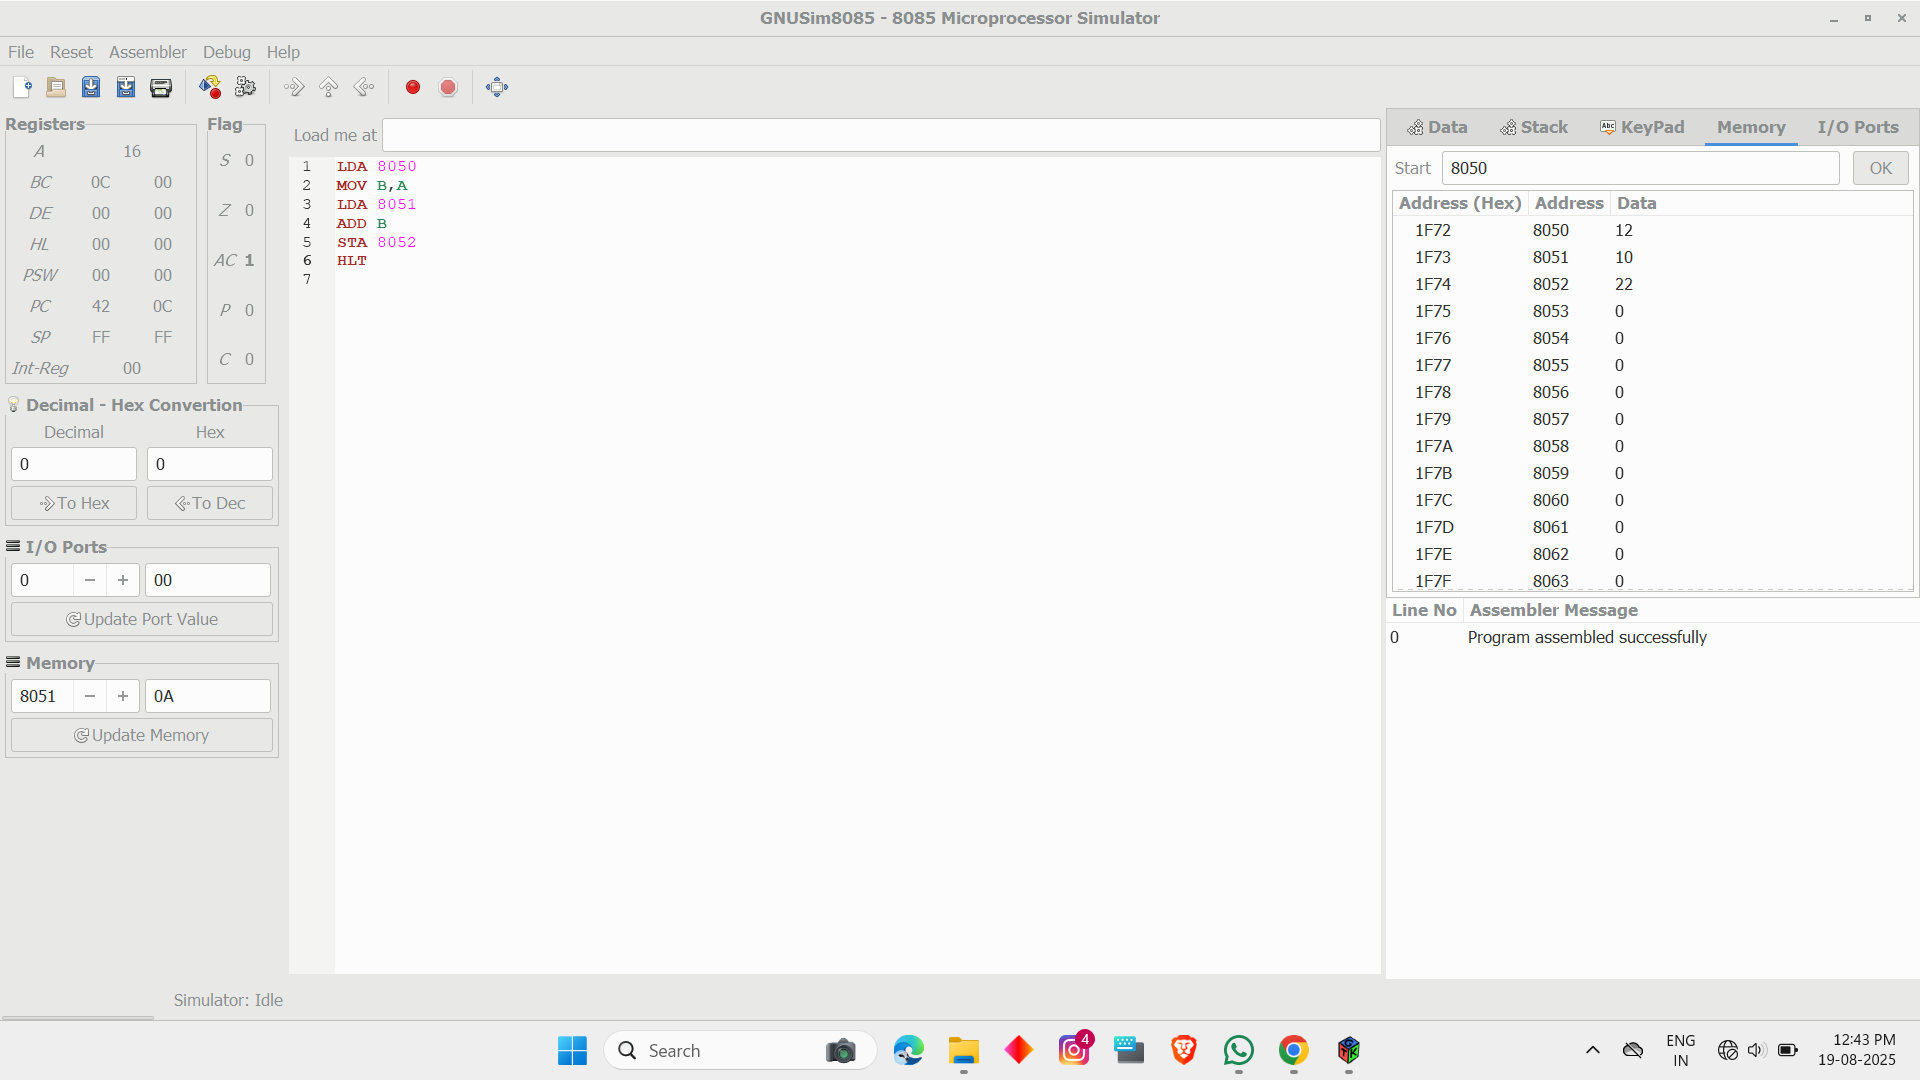 GNUSim8085 - 8085 Microprocessor Simulator
File Reset Assembler Debug Help
Registers
A 16
BC 0C 00
DE 00 00
HL 00 00
PSW 00 00
PC 42 0C
SP FF FF
Int-Reg 00
Flag
S 0
Z 0
AC 1
P 0
C 0
Decimal - Hex Convertion
Decimal Hex
0 0
To Hex To Dec
I/O Ports
0 − + 00
Update Port Value
Memory
8051 − + 0A
Update Memory
Load me at
1 LDA 8050
2 MOV B,A
3 LDA 8051
4 ADD B
5 STA 8052
6 HLT
7
Data Stack Abc KeyPad Memory I/O Ports
Start 8050 OK
Address (Hex) Address Data
1F72 8050 12
1F73 8051 10
1F74 8052 22
1F75 8053 0
1F76 8054 0
1F77 8055 0
1F78 8056 0
1F79 8057 0
1F7A 8058 0
1F7B 8059 0
1F7C 8060 0
1F7D 8061 0
1F7E 8062 0
1F7F 8063 0
Line No Assembler Message
0 Program assembled successfully
Simulator: Idle
Search
4
ENG
IN
12:43 PM
19-08-2025